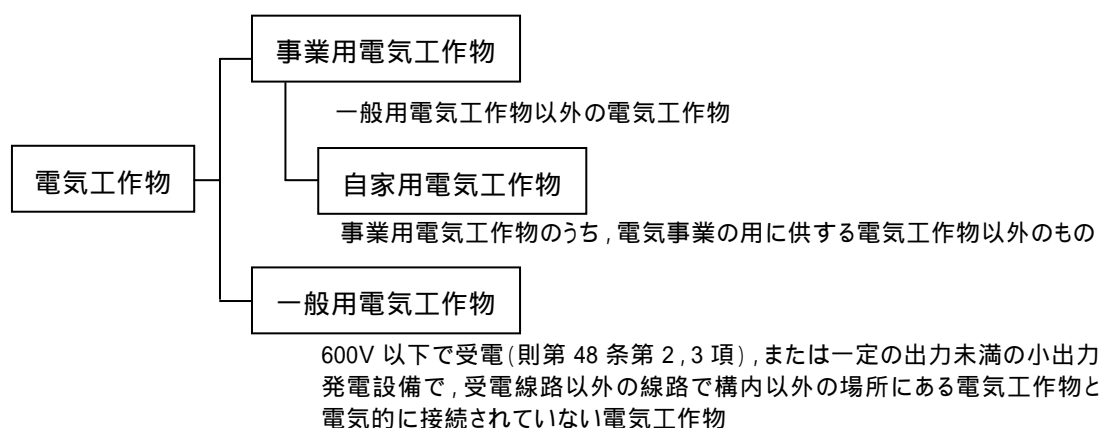 事業用電気工作物
一般用電気工作物以外の電気工作物
電気工作物
自家用電気工作物
事業用電気工作物のうち,電気事業の用に供する電気工作物以外のもの
一般用電気工作物
600V 以下で受電(則第 48 条第 2,3 項),または一定の出力未満の小出力
発電設備で,受電線路以外の線路で構内以外の場所にある電気工作物と
電気的に接続されていない電気工作物